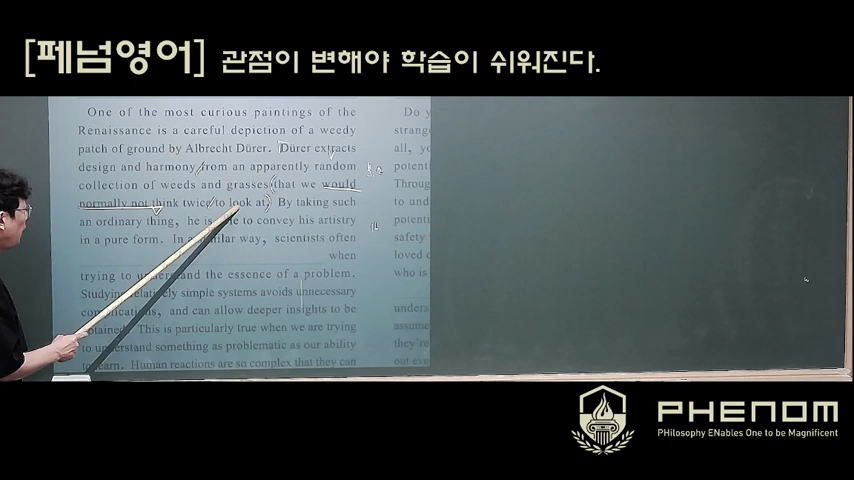 [페넘영어] 관점이 변해야 학습이 쉬워진다.
One of the most curious paintings of the
Renaissance is a careful depiction of a weedy
patch of ground by Albrecht Dürer. Dürer extracts
design and harmony from an apparently random
collection of weeds and grasses that we would
normally not think twice to look at. By taking such
an ordinary thing, he is to convey his artistry
in a pure form. In a similar way, scientists often
when
trying to understand the essence of a problem.
Studying relatively simple systems avoids unnecessary
complications, and can allow deeper insights to be
obtained. This is particularly true when we are trying
to understand something as problematic as our ability
to learn. Human reactions are so complex that they can
Do y
strang
all, yo
potenti
Throug
to und
potenti
safety
loved c
who is
unders
assume
they're
out eve
PHENOM
PHilosophy ENables One to be Magnificent